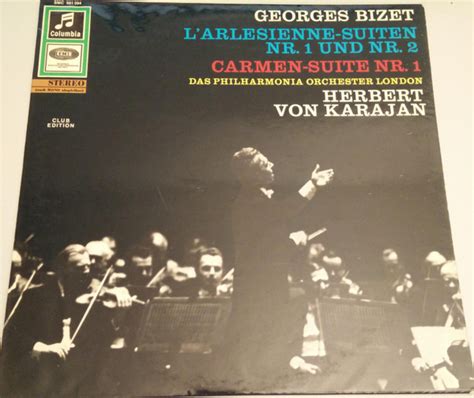 GEORGES BIZET
L'ARLESIENNE-SUITEN
NR. 1 UND NR. 2
CARMEN-SUITE NR. 1
DAS PHILHARMONIA ORCHESTER LONDON
HERBERT
VON KARAJAN
Columbia
EMI
STEREO
CLUB
EDITION